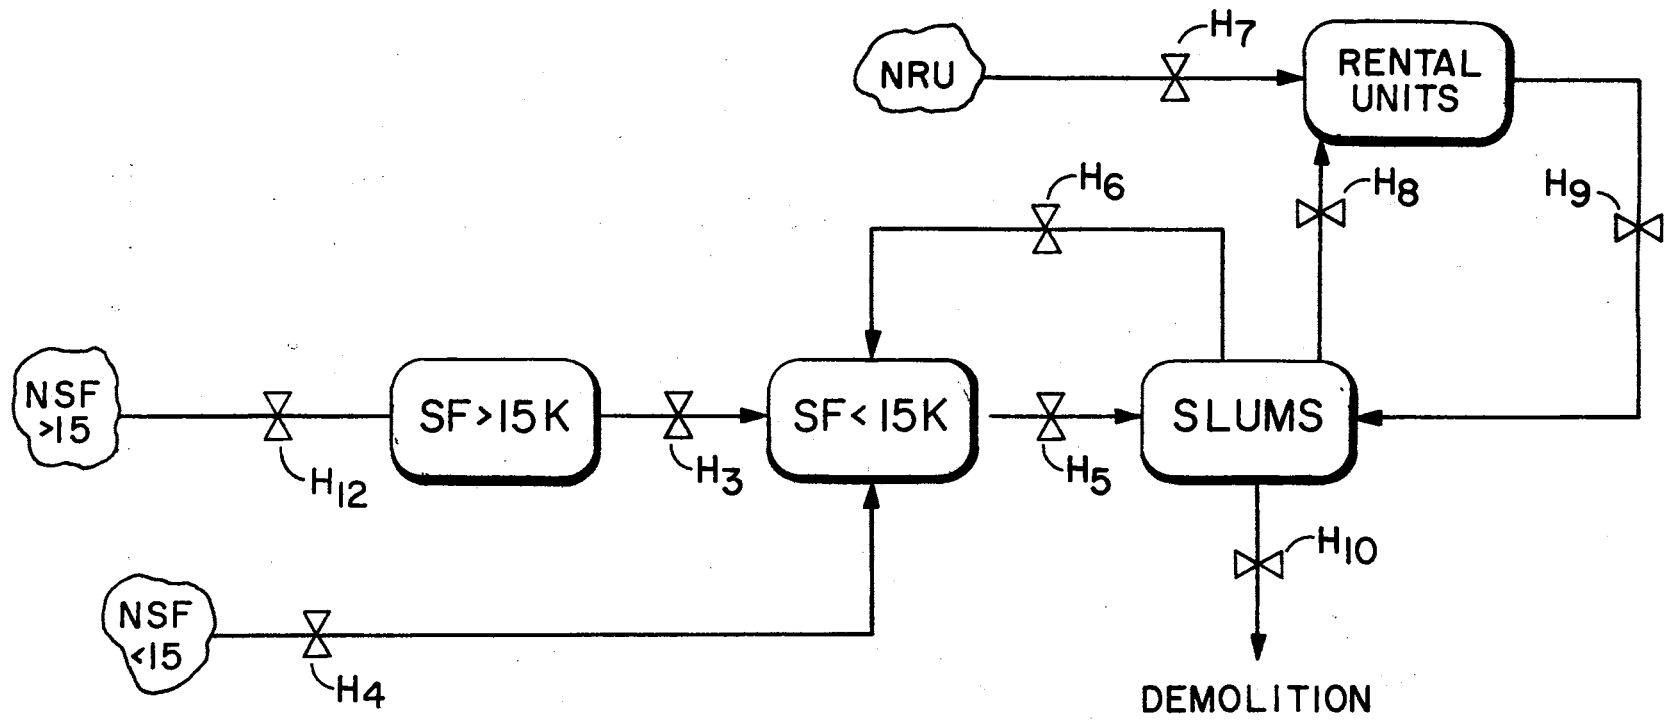 H7
NRU
RENTAL
UNITS
H6
H8
H9
NSF
>15
SF>15K
SF<15K
SLUMS
H12
H3
H5
H10
NSF
<15
H4
DEMOLITION